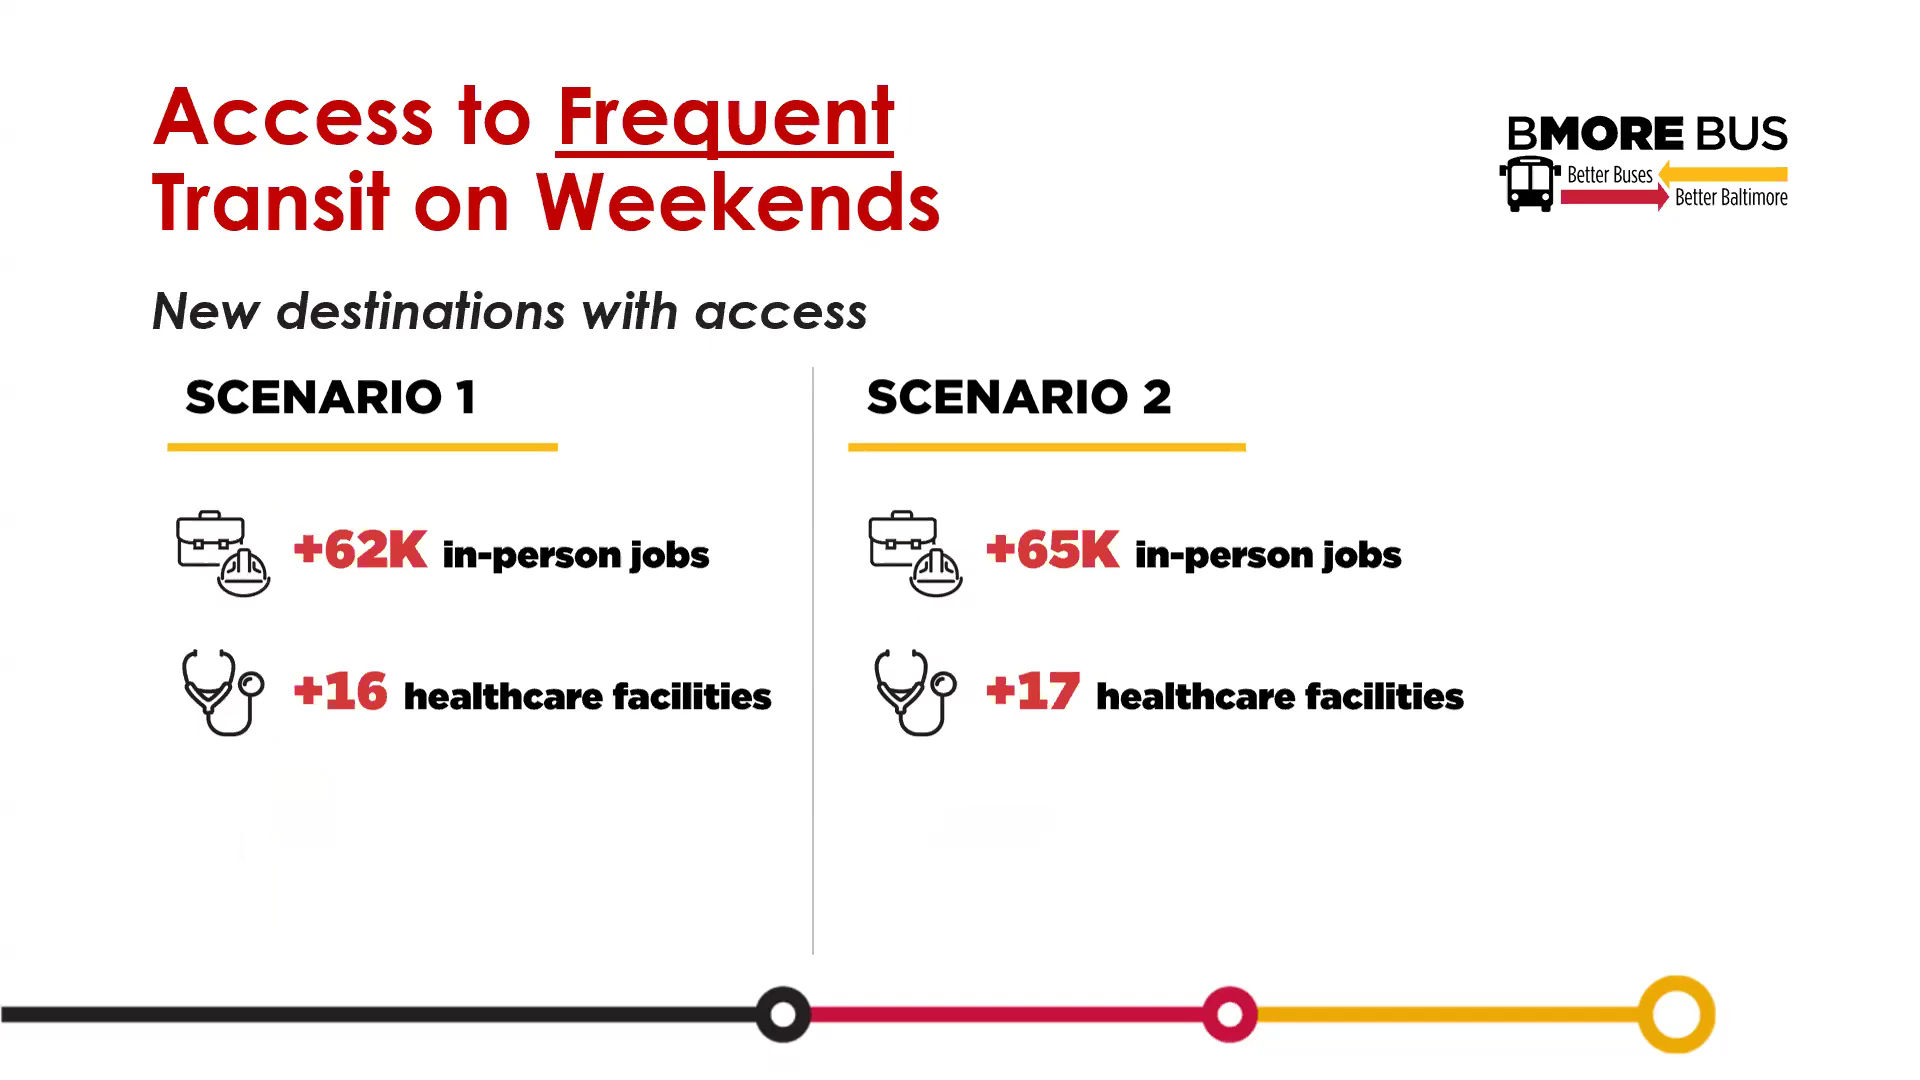 Access to Frequent
Transit on Weekends
BMORE BUS
Better Buses
Better Baltimore
New destinations with access
SCENARIO 1
+62K in-person jobs
+16 healthcare facilities
SCENARIO 2
+65K in-person jobs
+17 healthcare facilities